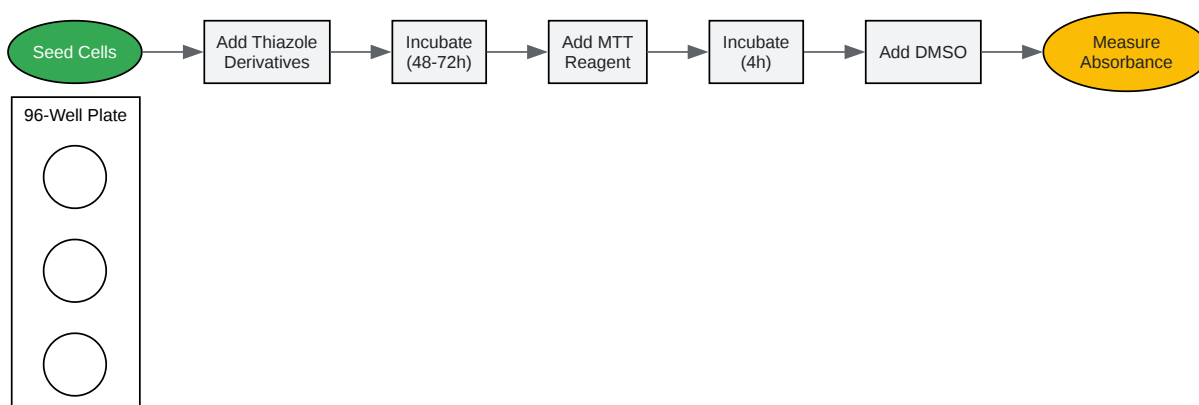 Seed Cells
Add Thiazole
Derivatives
Incubate
(48-72h)
Add MTT
Reagent
Incubate
(4h)
Add DMSO
Measure
Absorbance
96-Well Plate